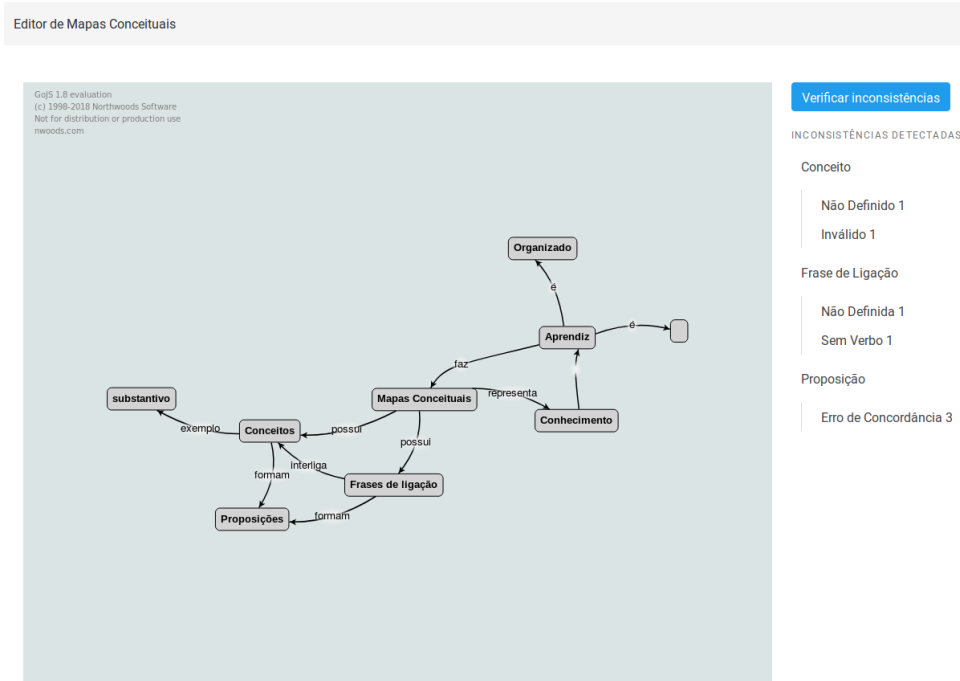 Editor de Mapas Conceituais
GoJS 1.8 evaluation
(c) 1998-2018 Northwoods Software
Not for distribution or production use
nwoods.com
Organizado
é
Aprendiz
é
faz
Mapas Conceituais
representa
Conhecimento
substantivo
exemplo
Conceitos
possui
possui
interliga
formam
Frases de ligação
Proposições
formam
Verificar inconsistências
INCONSISTÊNCIAS DETECTADAS
Conceito
Não Definido 1
Inválido 1
Frase de Ligação
Não Definida 1
Sem Verbo 1
Proposição
Erro de Concordância 3